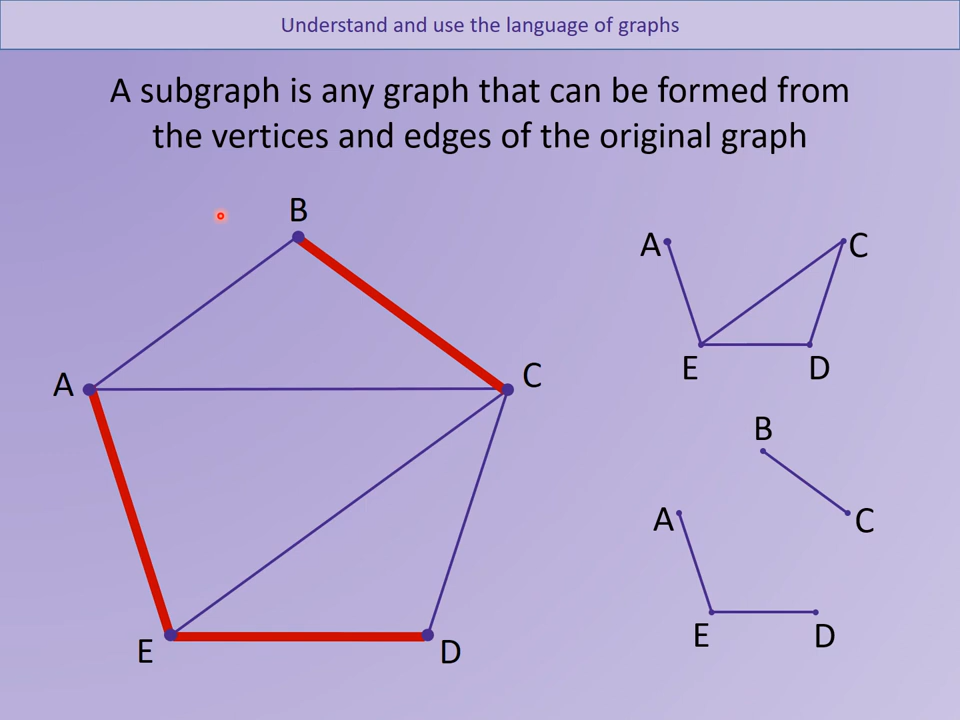 Understand and use the language of graphs
A subgraph is any graph that can be formed from
the vertices and edges of the original graph
B
A
C
E
D
A
C
E
D
B
A
C
E
D